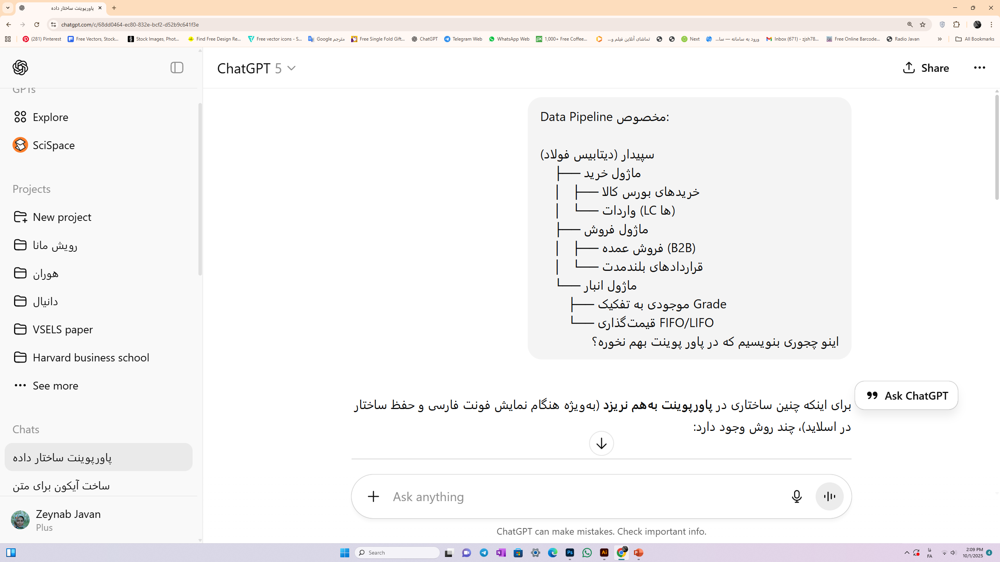 پاورپوینت ساختار داده
chatgpt.com/c/68dd0464-ec80-832e-bcf2-d52b9c641f3e
(281) Pinterest
Free Vectors, Stock...
Stock Images, Phot...
Find Free Design Re...
Free vector icons - S...
Google مترجم
Free Single Fold Gift...
ChatGPT
Telegram Web
WhatsApp Web
1,000+ Free Coffee...
تماشای آنلاین فیلم و...
Next
ورود به سامانه — سا...
Inbox (671) - zjsh78...
Free Online Barcode...
Radio Javan
All Bookmarks
ChatGPT 5
Share
GPTs
Explore
SciSpace
Projects
New project
رویش مانا
هوران
دانیال
VSELS paper
Harvard business school
See more
Chats
پاورپوینت ساختار داده
ساخت آیکون برای متن
Zeynab Javan
Plus
Data Pipeline مخصوص:
سپیدار (دیتابیس فولاد)
├── ماژول خرید
│   ├── خریدهای بورس کالا
│   └── واردات (LC ها)
├── ماژول فروش
│   ├── فروش عمده (B2B)
│   └── قراردادهای بلندمدت
└── ماژول انبار
├── موجودی به تفکیک Grade
└── قیمت‌گذاری FIFO/LIFO
اینو چجوری بنویسیم که در پاور پوینت بهم نخوره؟
Ask ChatGPT
برای اینکه چنین ساختاری در پاورپوینت به‌هم نریزد (به‌ویژه هنگام نمایش فونت فارسی و حفظ ساختار
در اسلاید)، چند روش وجود دارد:
Ask anything
ChatGPT can make mistakes. Check important info.
Search
Ps
Ai
فا
FA
2:09 PM
10/1/2025
4